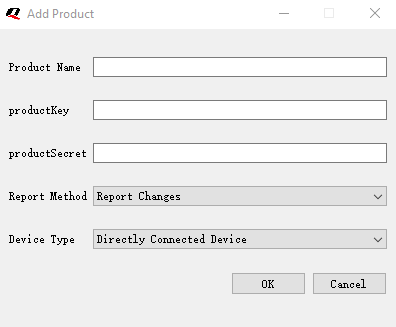 Add Product
Product Name
productKey
productSecret
Report Method Report Changes
Device Type Directly Connected Device
OK Cancel